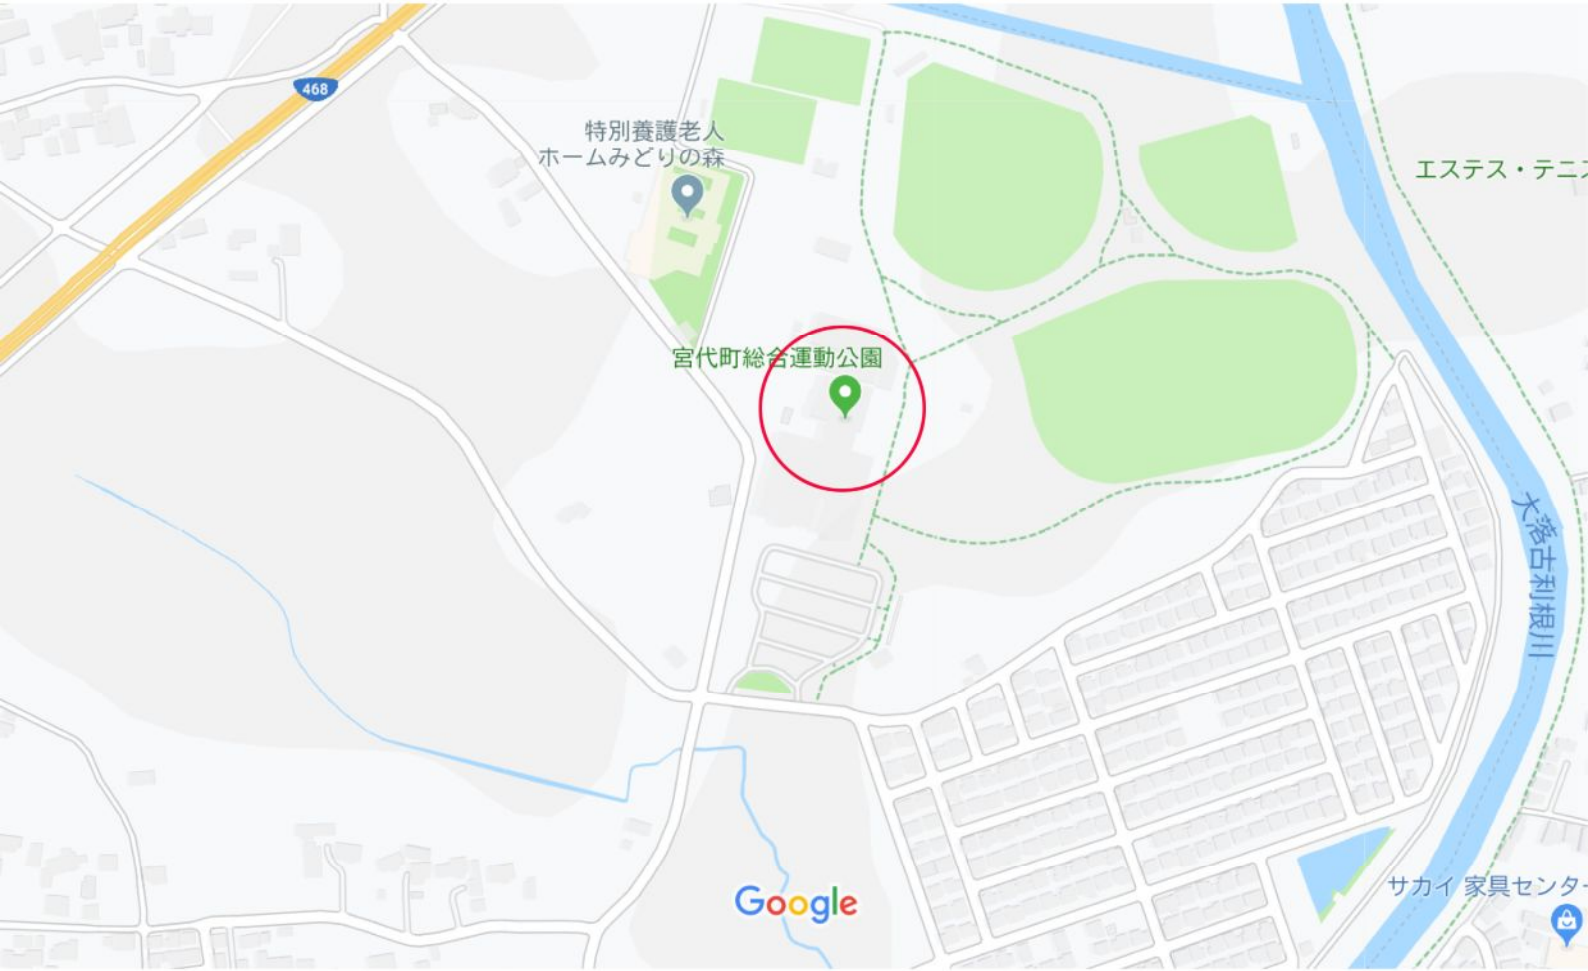 468
特別養護老人
ホームみどりの森
エステス・テニス
宮代町総合運動公園
大落古利根川
サカイ 家具センター
Google